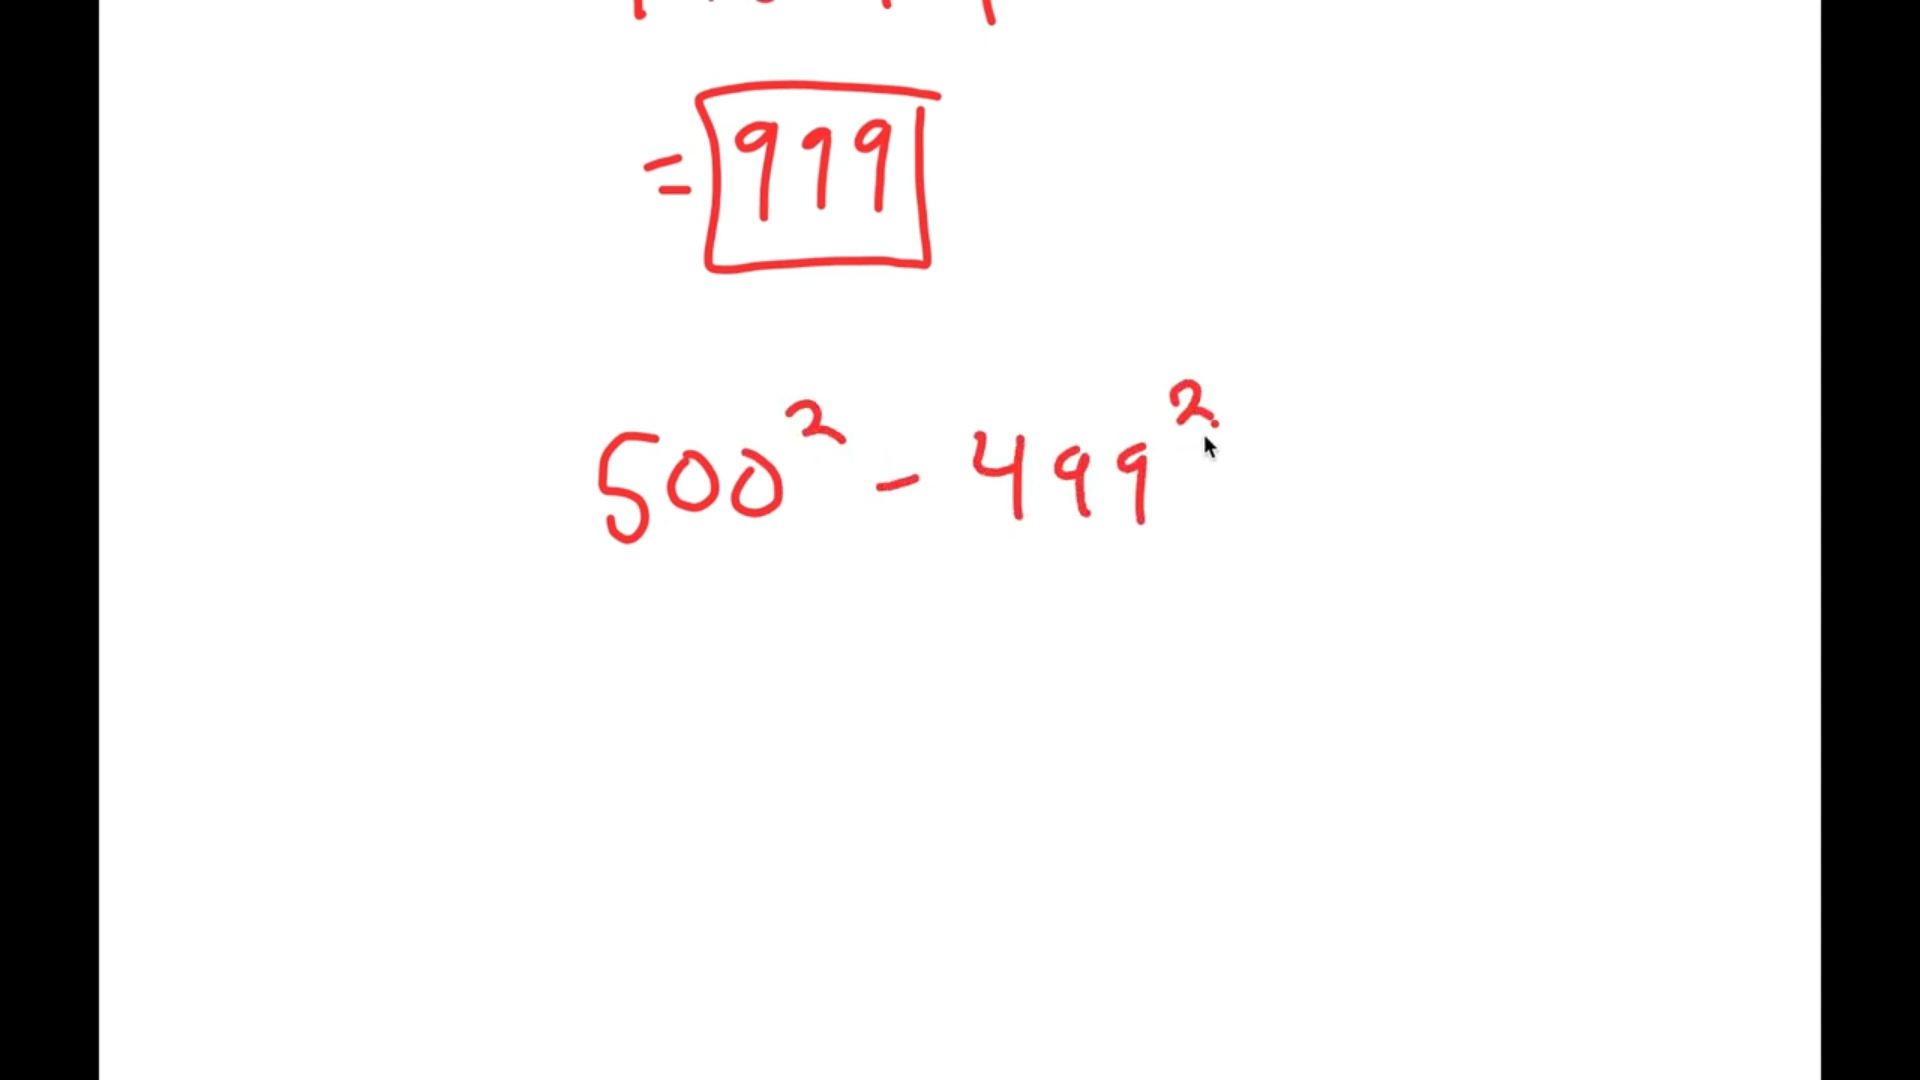 = 999
500² - 499²